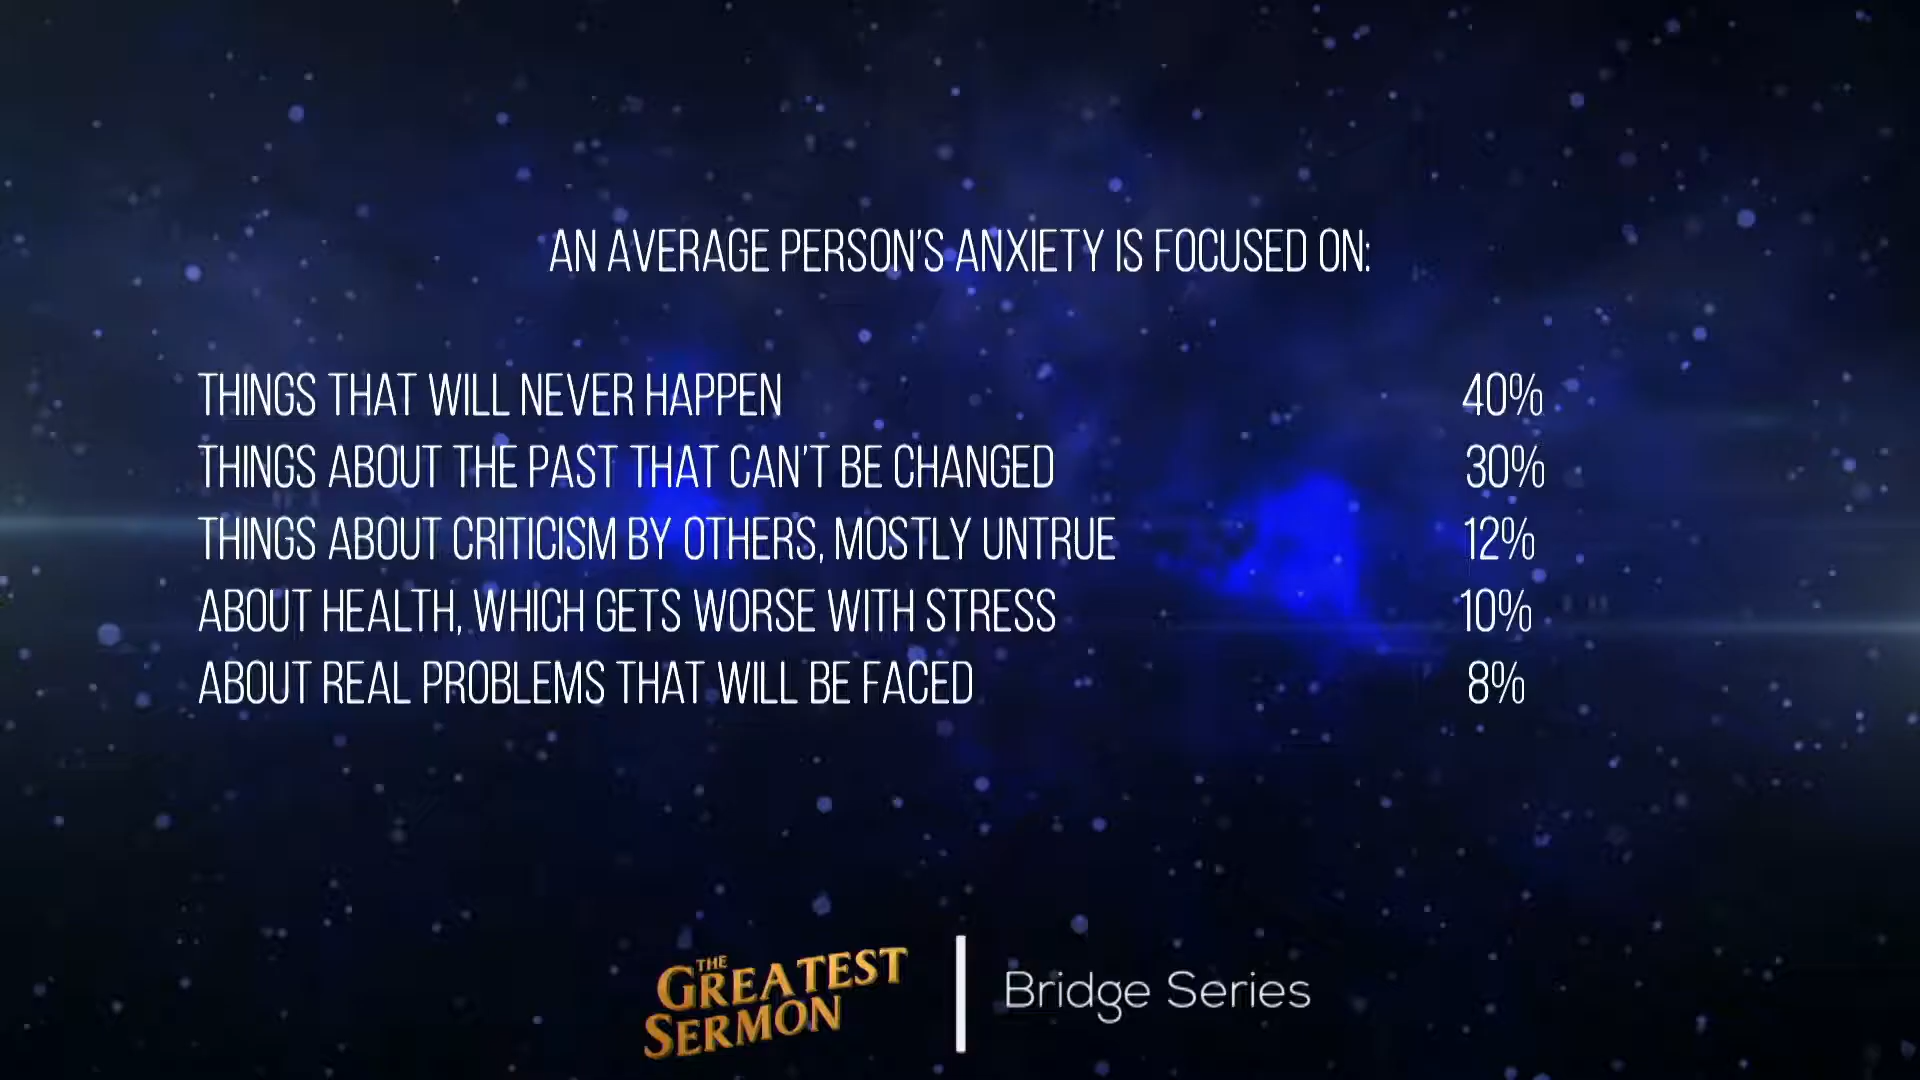 AN AVERAGE PERSON'S ANXIETY IS FOCUSED ON:
THINGS THAT WILL NEVER HAPPEN 40%
THINGS ABOUT THE PAST THAT CAN'T BE CHANGED 30%
THINGS ABOUT CRITICISM BY OTHERS, MOSTLY UNTRUE 12%
ABOUT HEALTH, WHICH GETS WORSE WITH STRESS 10%
ABOUT REAL PROBLEMS THAT WILL BE FACED 8%
THE
GREATEST
SERMON
Bridge Series